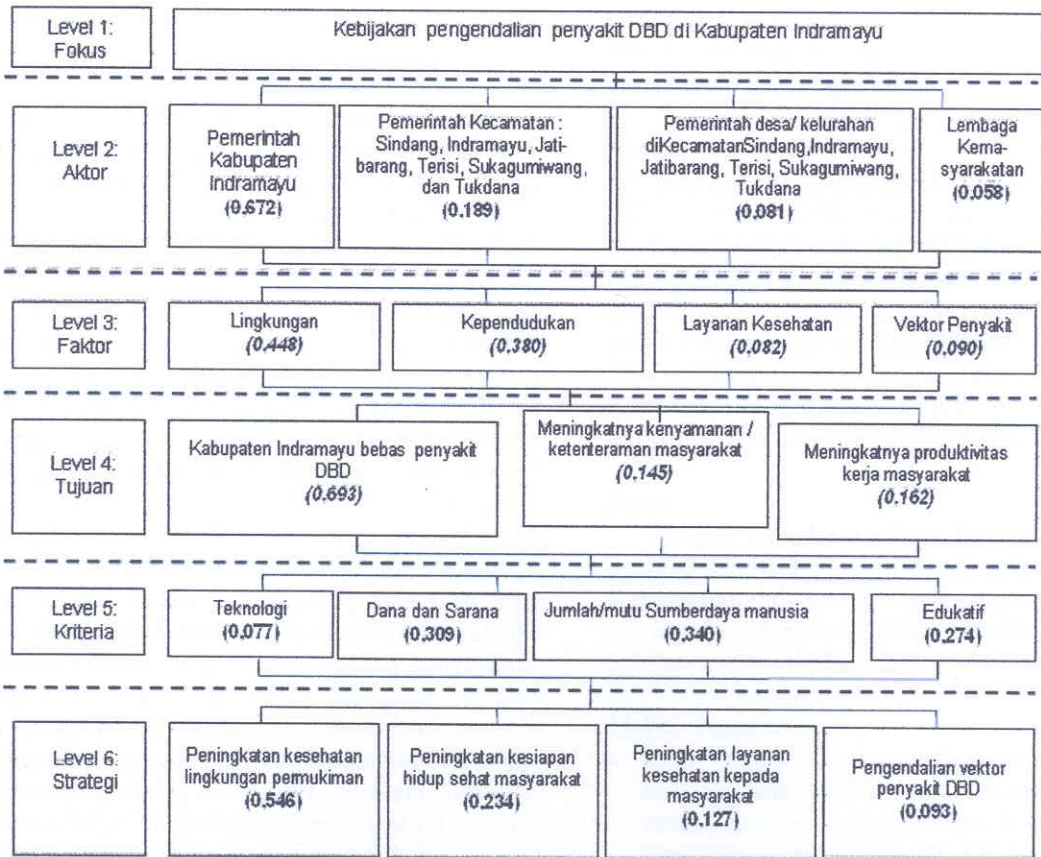 Level 1:
Fokus
Kebijakan pengendalian penyakit DBD di Kabupaten Indramayu
Level 2:
Aktor
Pemerintah
Kabupaten
Indramayu
(0.672)
Pemerintah Kecamatan :
Sindang, Indramayu, Jati-
barang, Terisi, Sukagumiwang,
dan Tukdana
(0.189)
Pemerintah desa/ kelurahan
diKecamatanSindang,Indramayu,
Jatibarang, Terisi, Sukagumiwang,
Tukdana
(0.081)
Lembaga
Kema-
syarakatan
(0.058)
Level 3:
Faktor
Lingkungan
(0.448)
Kependudukan
(0.380)
Layanan Kesehatan
(0.082)
Vektor Penyakit
(0.090)
Level 4:
Tujuan
Kabupaten Indramayu bebas penyakit
DBD
(0.693)
Meningkatnya kenyamanan /
ketenteraman masyarakat
(0.145)
Meningkatnya produktivitas
kerja masyarakat
(0.162)
Level 5:
Kriteria
Teknologi
(0.077)
Dana dan Sarana
(0.309)
Jumlah/mutu Sumberdaya manusia
(0.340)
Edukatif
(0.274)
Level 6:
Strategi
Peningkatan kesehatan
lingkungan permukiman
(0.546)
Peningkatan kesiapan
hidup sehat masyarakat
(0.234)
Peningkatan layanan
kesehatan kepada
masyarakat
(0.127)
Pengendalian vektor
penyakit DBD
(0.093)